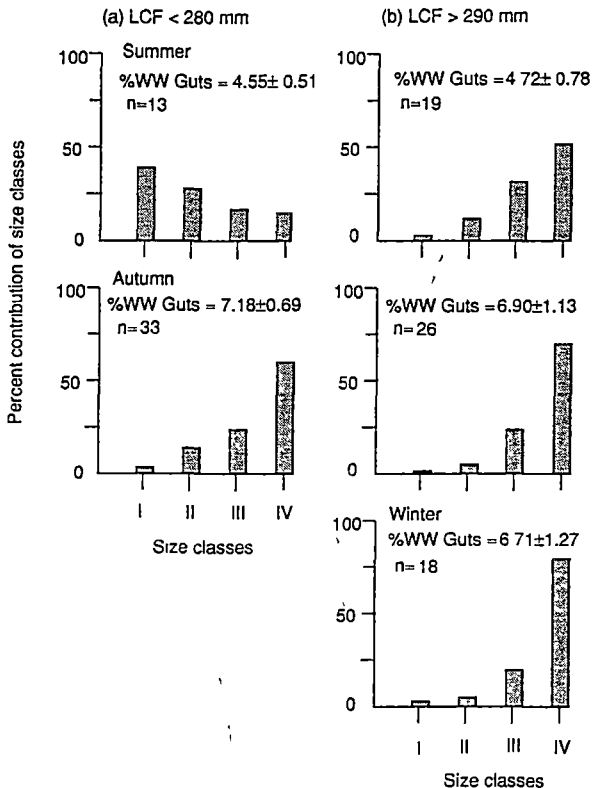 (a) LCF < 280 mm
(b) LCF > 290 mm
Percent contribution of size classes
Summer
100
%WW Guts = 4.55± 0.51
n=13
50
0
100
%WW Guts = 4 72± 0.78
n=19
50
0
Autumn
100
%WW Guts = 7.18±0.69
n=33
50
0
I II III IV
Size classes
100
%WW Guts = 6.90±1.13
n=26
50
0
Winter
100
%WW Guts = 6 71±1.27
n= 18
50
0
I II III IV
Size classes